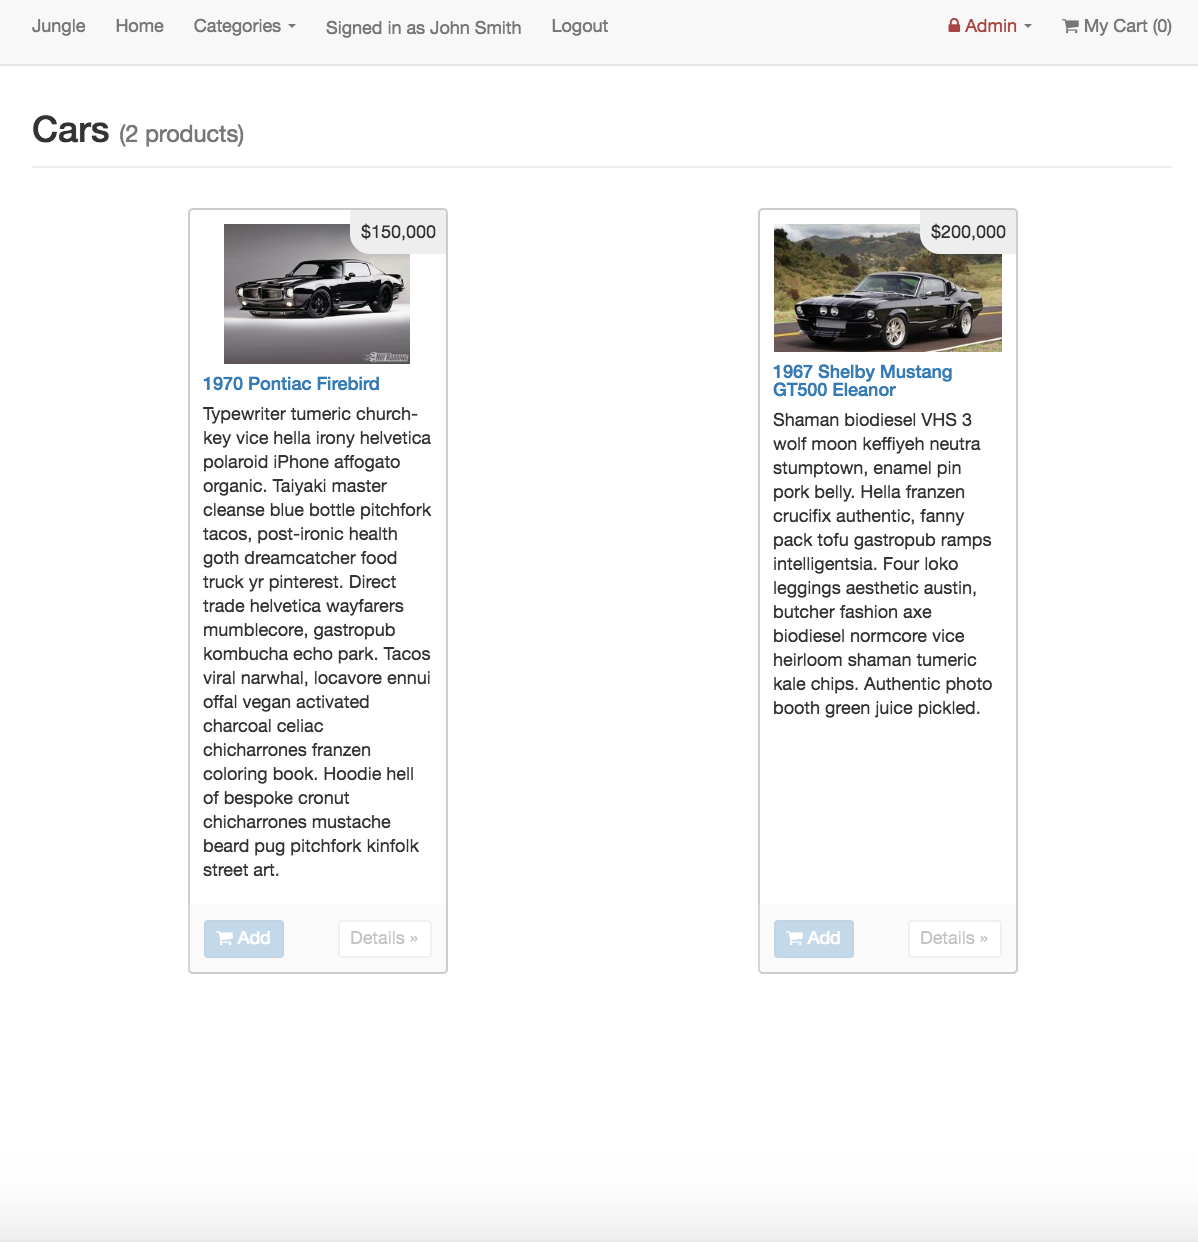 Jungle Home Categories Signed in as John Smith Logout Admin My Cart (0)
Cars (2 products)
$150,000
1970 Pontiac Firebird
Typewriter tumeric church-
key vice hella irony helvetica
polaroid iPhone affogato
organic. Taiyaki master
cleanse blue bottle pitchfork
tacos, post-ironic health
goth dreamcatcher food
truck yr pinterest. Direct
trade helvetica wayfarers
mumblecore, gastropub
kombucha echo park. Tacos
viral narwhal, locavore ennui
offal vegan activated
charcoal celiac
chicharrones franzen
coloring book. Hoodie hell
of bespoke cronut
chicharrones mustache
beard pug pitchfork kinfolk
street art.
Add Details »
$200,000
1967 Shelby Mustang
GT500 Eleanor
Shaman biodiesel VHS 3
wolf moon keffiyeh neutra
stumptown, enamel pin
pork belly. Hella franzen
crucifix authentic, fanny
pack tofu gastropub ramps
intelligentsia. Four loko
leggings aesthetic austin,
butcher fashion axe
biodiesel normcore vice
heirloom shaman tumeric
kale chips. Authentic photo
booth green juice pickled.
Add Details »